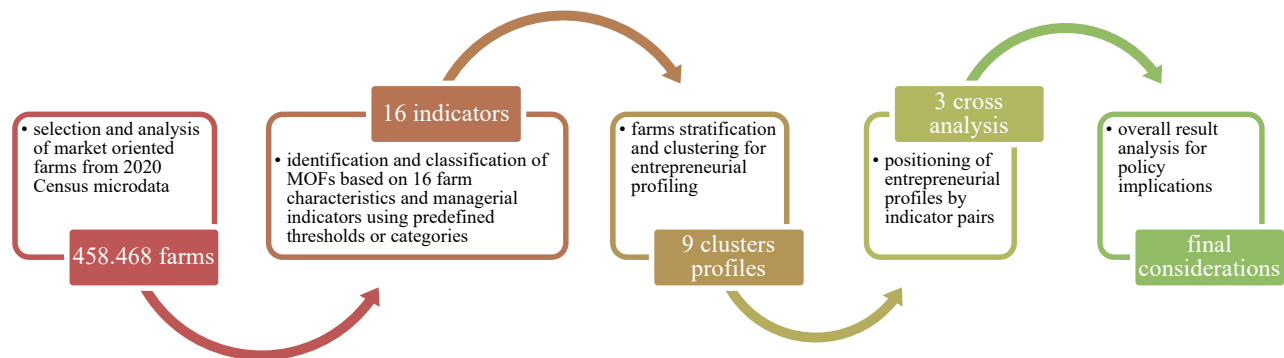 • selection and analysis
of market oriented
farms from 2020
Census microdata
458.468 farms
16 indicators
• identification and classification of
MOFs based on 16 farm
characteristics and managerial
indicators using predefined
thresholds or categories
• farms stratification
and clustering for
entrepreneurial
profiling
9 clusters
profiles
3 cross
analysis
• positioning of
entrepreneurial
profiles by
indicator pairs
• overall result
analysis for
policy
implications
final
considerations